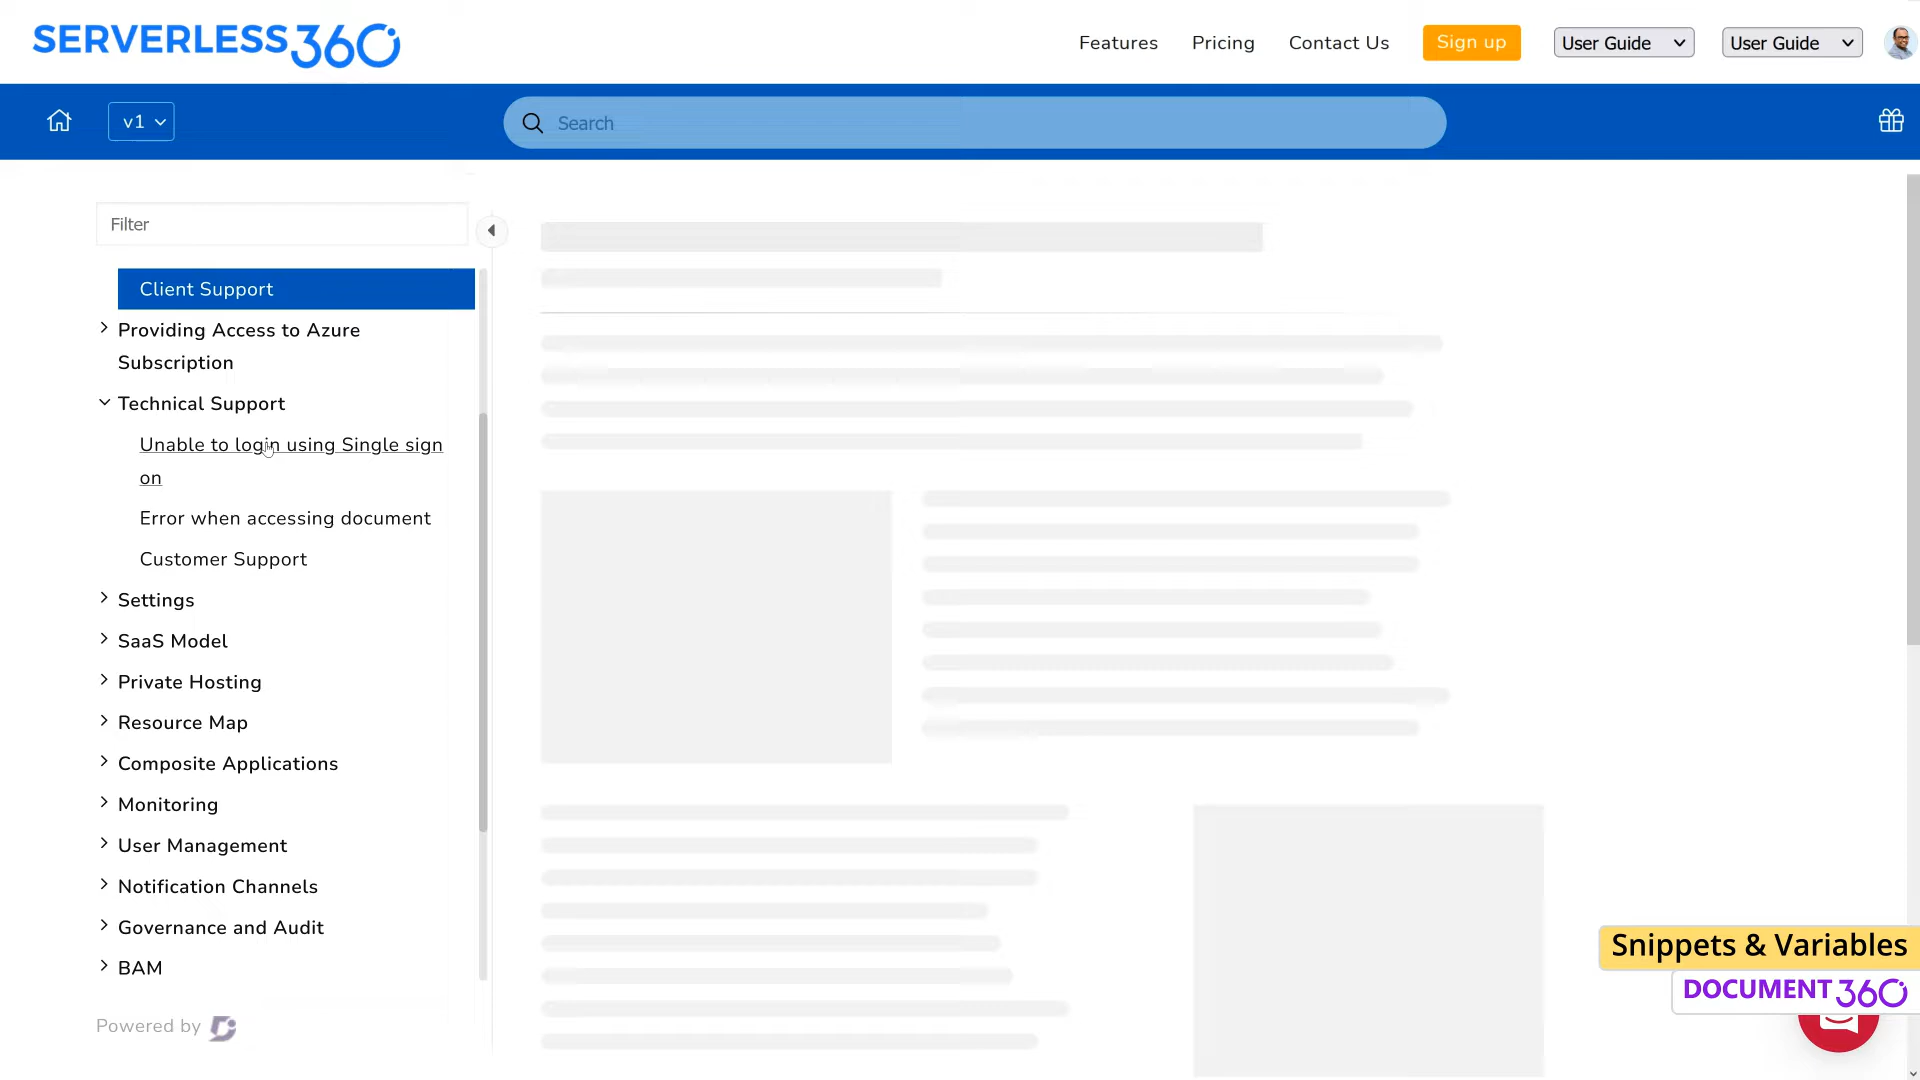 SERVERLESS360
Features
Pricing
Contact Us
Sign up
User Guide
User Guide
v1
Search
Filter
Client Support
Providing Access to Azure
Subscription
Technical Support
Unable to login using Single sign
on
Error when accessing document
Customer Support
Settings
SaaS Model
Private Hosting
Resource Map
Composite Applications
Monitoring
User Management
Notification Channels
Governance and Audit
BAM
Powered by
Snippets & Variables
DOCUMENT360